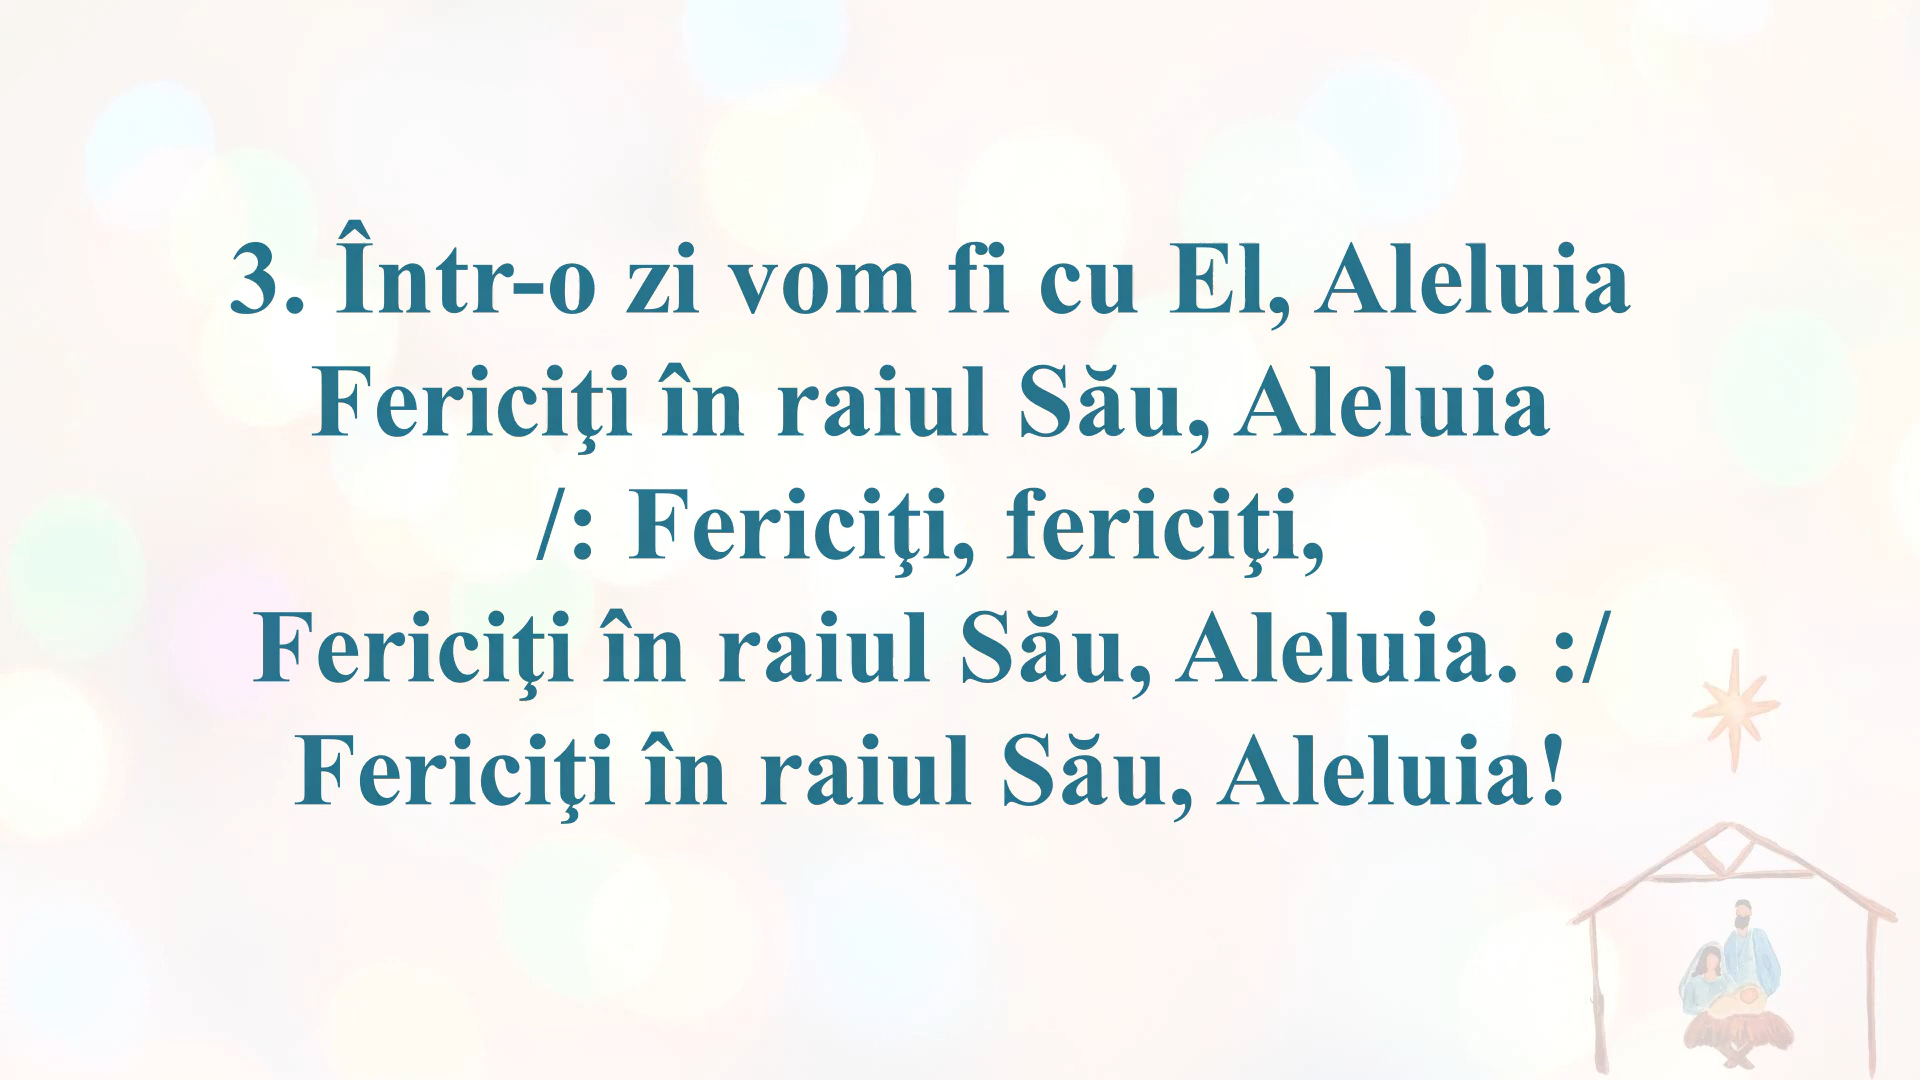 3. Într-o zi vom fi cu El, Aleluia
Fericiţi în raiul Său, Aleluia
/: Fericiţi, fericiţi,
Fericiţi în raiul Său, Aleluia. :/
Fericiţi în raiul Său, Aleluia!